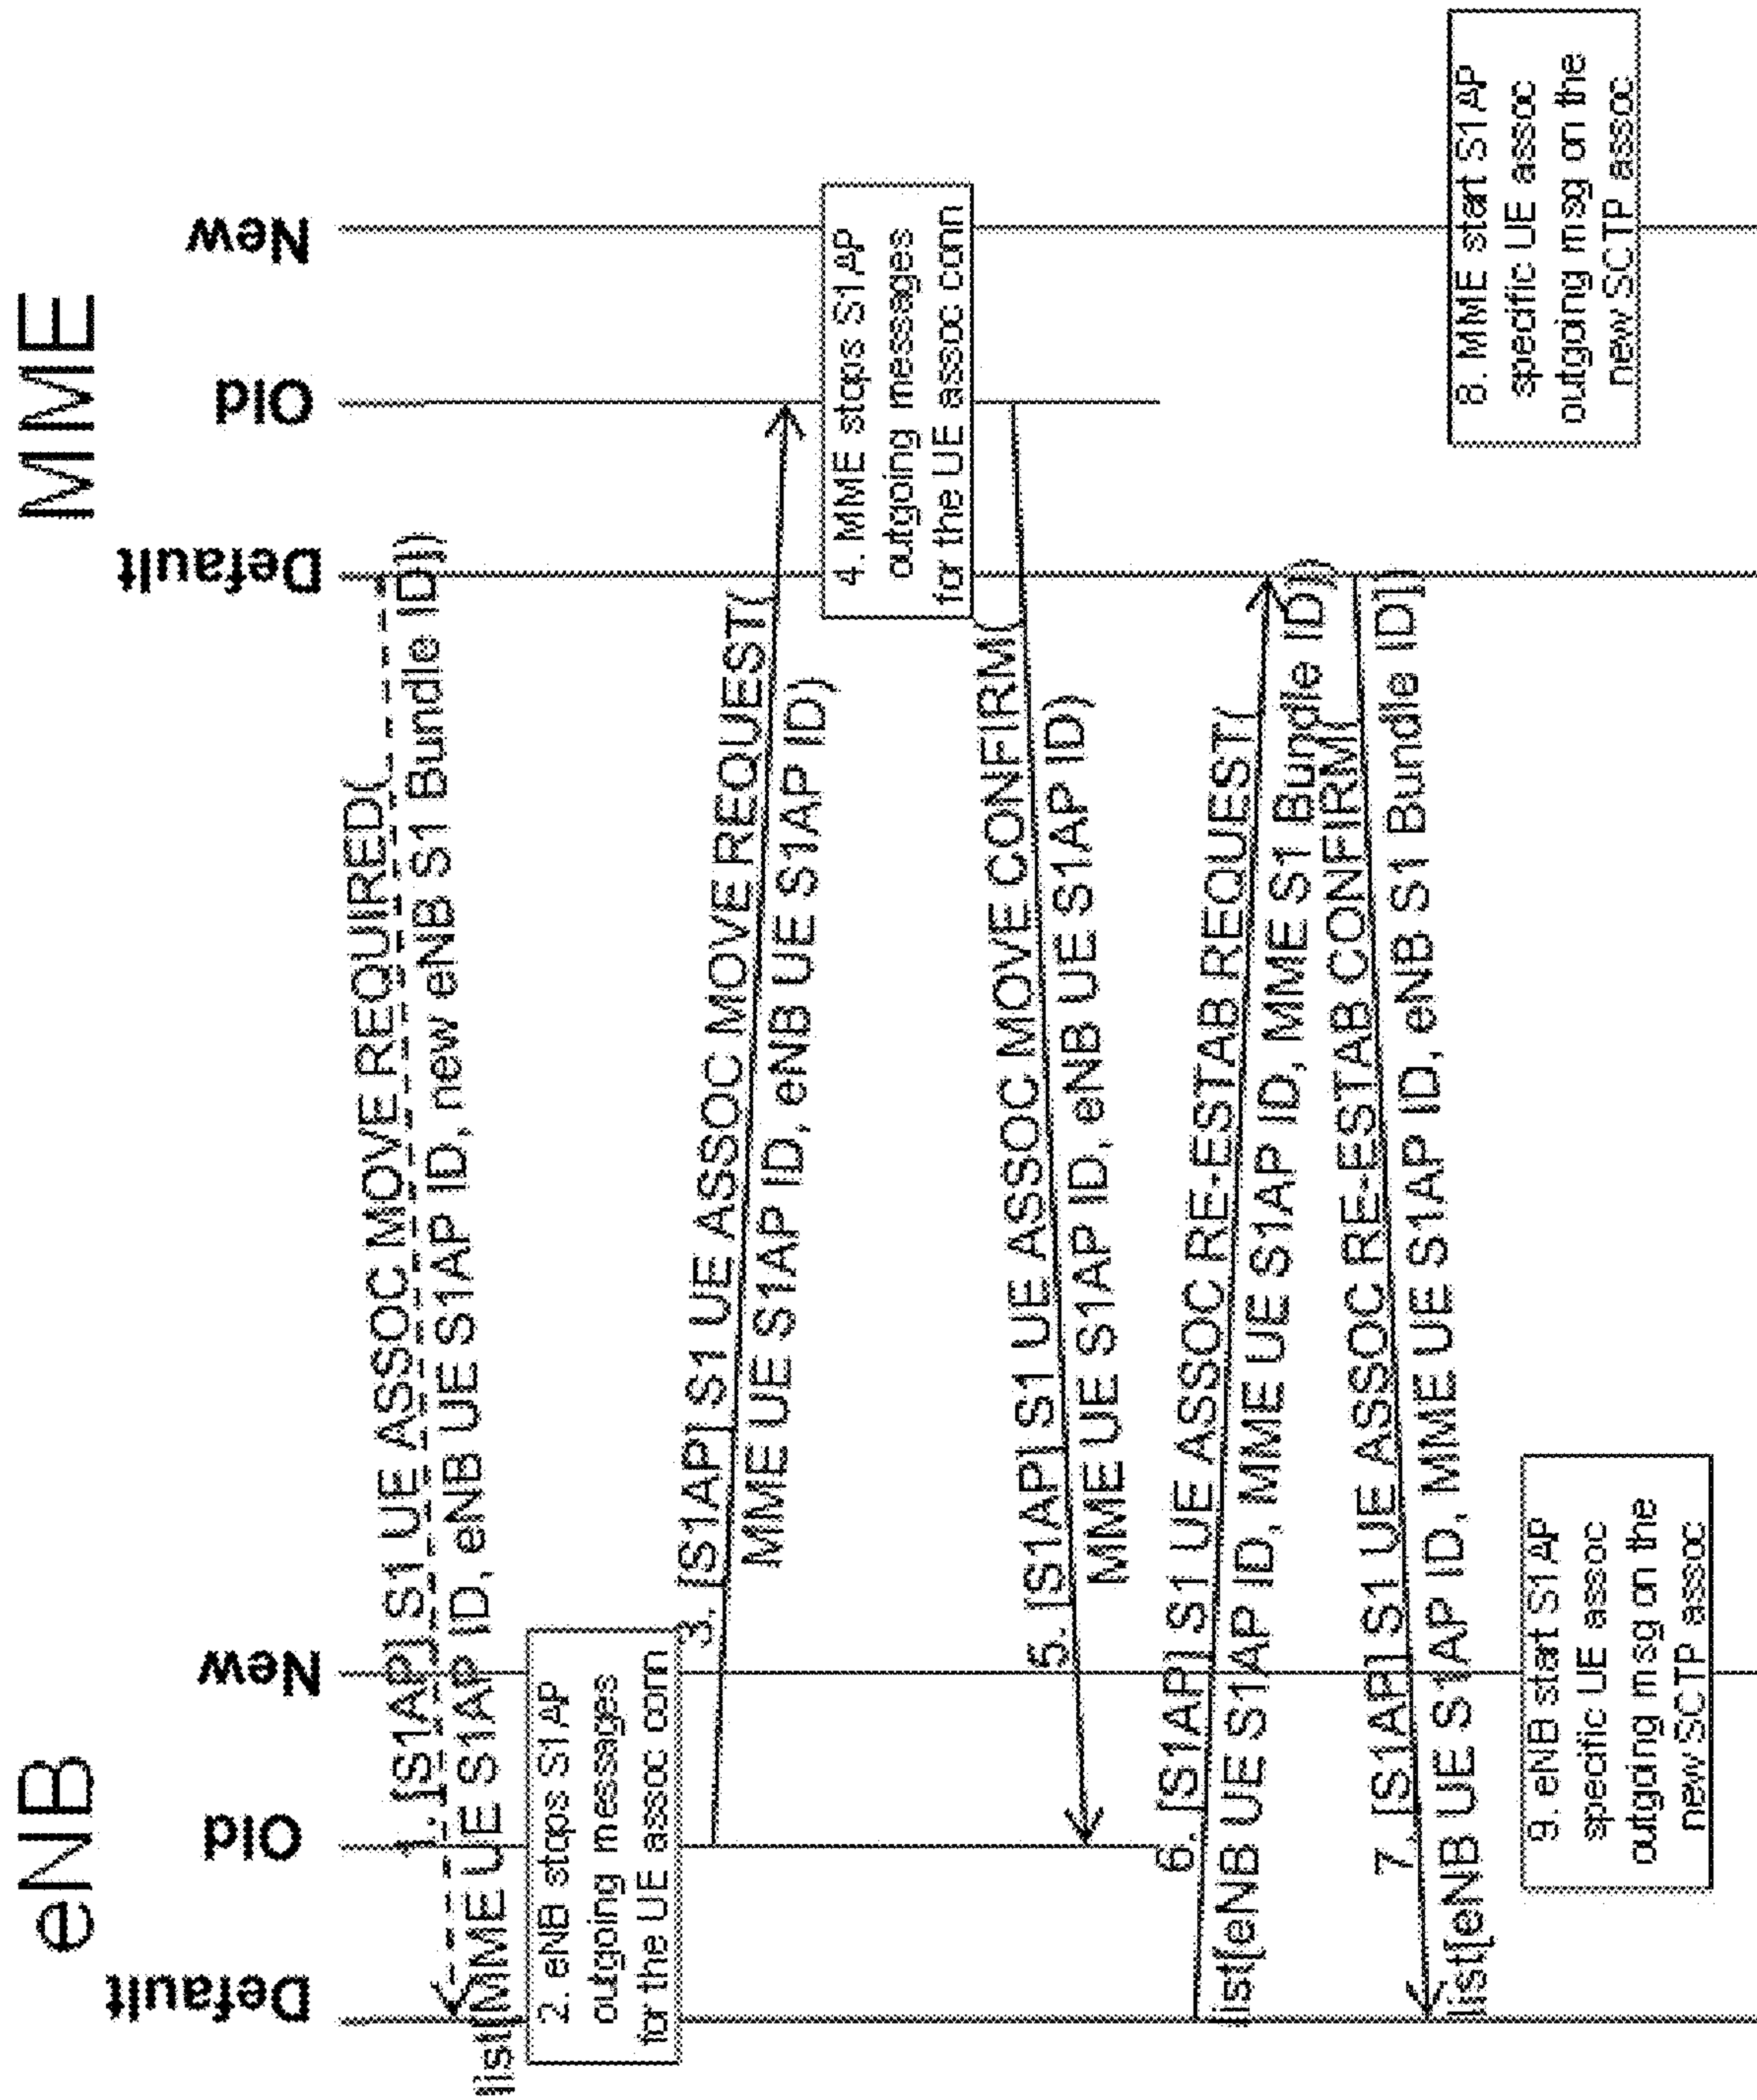 eNB
MME
Default
Old
New
Default
Old
New
1. [S1AP] S1 UE ASSOC MOVE REQUIRED(
list[MME UE S1AP ID, eNB UE S1AP ID, new eNB S1 Bundle ID])
2. eNB stops S1AP
outgoing messages
for the UE assoc conn
3. [S1AP] S1 UE ASSOC MOVE REQUEST(
MME UE S1AP ID, eNB UE S1AP ID)
4. MME stops S1AP
outgoing messages
for the UE assoc conn
5. [S1AP] S1 UE ASSOC MOVE CONFIRM(
MME UE S1AP ID, eNB UE S1AP ID)
6. [S1AP] S1 UE ASSOC RE-ESTAB REQUEST(
list[eNB UE S1AP ID, MME UE S1AP ID, MME S1 Bundle ID])
7. [S1AP] S1 UE ASSOC RE-ESTAB CONFIRM(
list[eNB UE S1AP ID, MME UE S1AP ID, eNB S1 Bundle ID])
8. MME start S1AP
specific UE assoc
outgoing msg on the
new SCTP assoc
9. eNB start S1AP
specific UE assoc
outgoing msg on the
new SCTP assoc